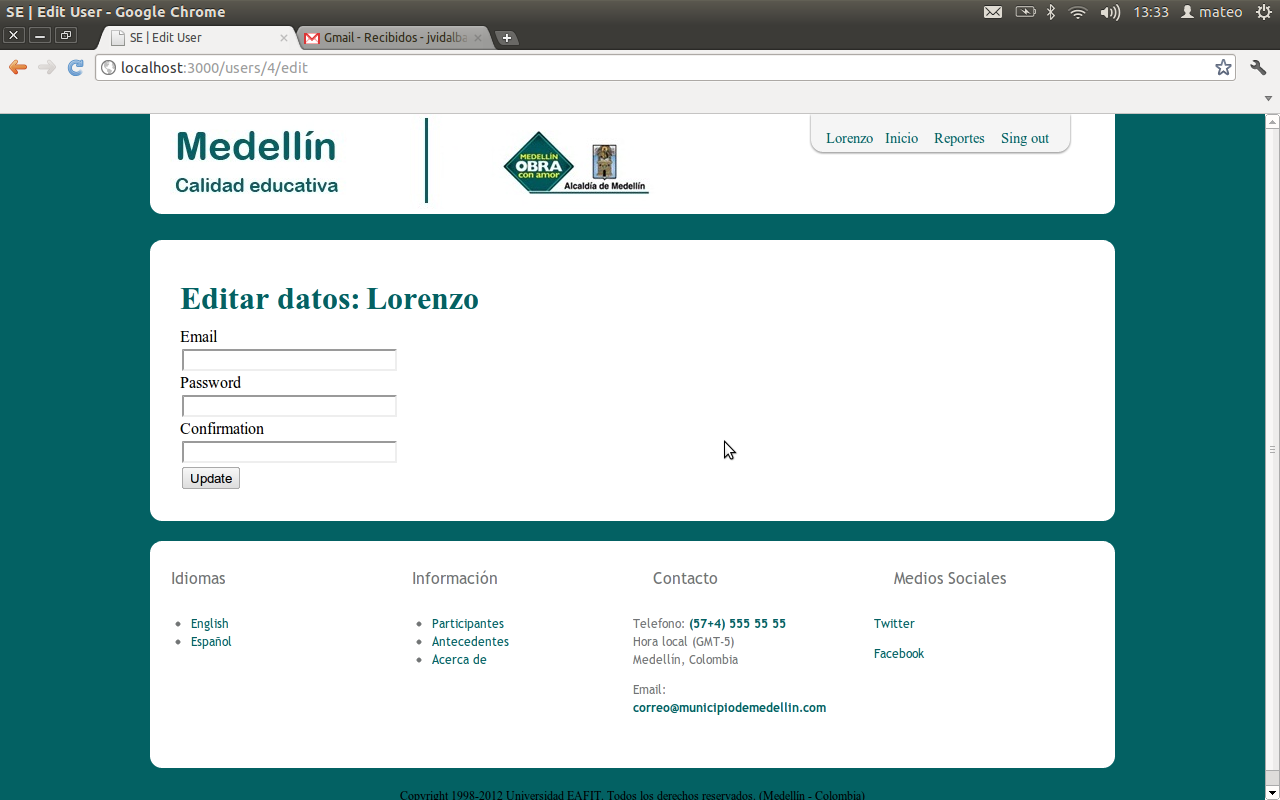 SE | Edit User - Google Chrome
13:33 mateo
SE | Edit User
Gmail - Recibidos - jvidalba
localhost:3000/users/4/edit
Medellín
Calidad educativa
MEDELLÍN
OBRA
con amor
Alcaldía de Medellín
Lorenzo Inicio Reportes Sing out
Editar datos: Lorenzo
Email
Password
Confirmation
Update
Idiomas
English
Español
Información
Participantes
Antecedentes
Acerca de
Contacto
Telefono: (57+4) 555 55 55
Hora local (GMT-5)
Medellín, Colombia
Email:
correo@municipiodemedellin.com
Medios Sociales
Twitter
Facebook
Copyright 1998-2012 Universidad EAFIT. Todos los derechos reservados. (Medellín - Colombia)